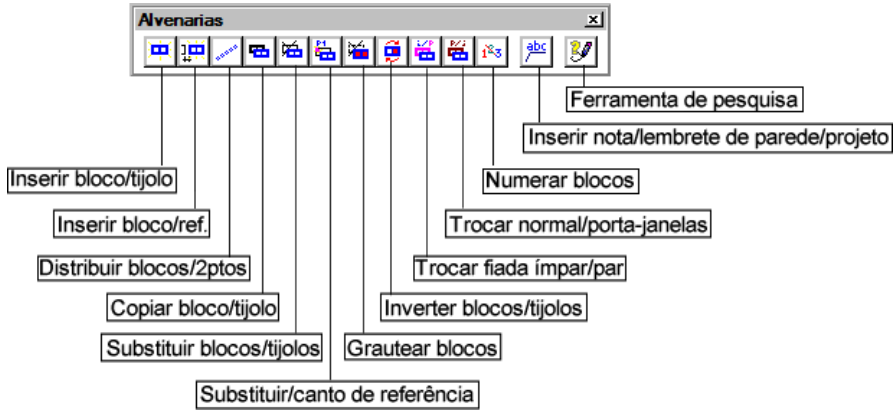 Alvenarias
Ferramenta de pesquisa
Inserir nota/lembrete de parede/projeto
Inserir bloco/tijolo
Numerar blocos
Inserir bloco/ref.
Trocar normal/porta-janelas
Distribuir blocos/2ptos
Trocar fiada ímpar/par
Copiar bloco/tijolo
Inverter blocos/tijolos
Substituir blocos/tijolos
Grautear blocos
Substituir/canto de referência